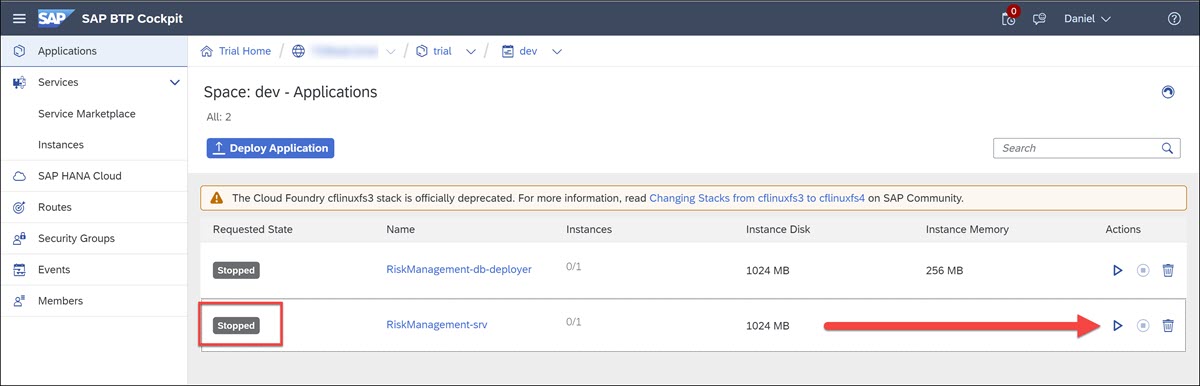 SAP SAP BTP Cockpit 0 Daniel
Applications
Services
Service Marketplace
Instances
SAP HANA Cloud
Routes
Security Groups
Events
Members
Trial Home / / trial / dev
Space: dev - Applications
All: 2
Deploy Application
Search
The Cloud Foundry cflinuxfs3 stack is officially deprecated. For more information, read Changing Stacks from cflinuxfs3 to cflinuxfs4 on SAP Community.
Requested State Name Instances Instance Disk Instance Memory Actions
Stopped RiskManagement-db-deployer 0/1 1024 MB 256 MB
Stopped RiskManagement-srv 0/1 1024 MB